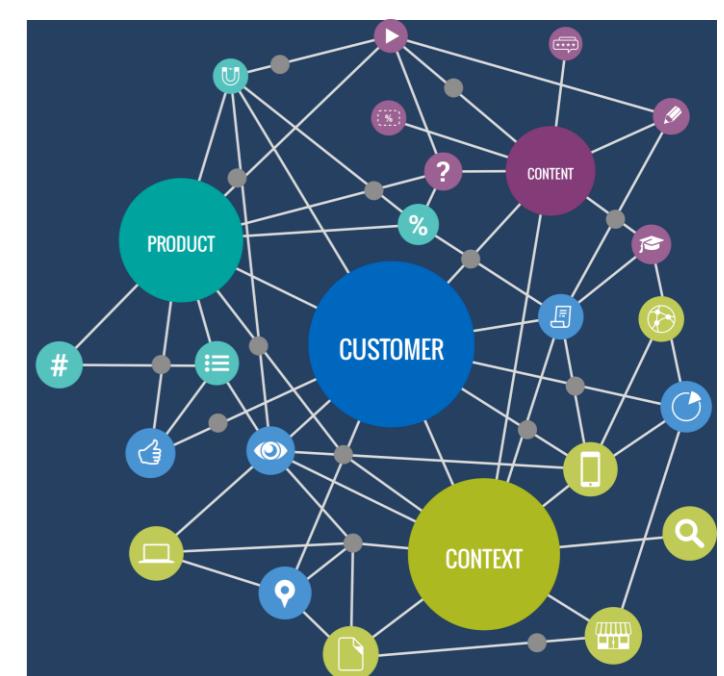 %
?
CONTENT
%
PRODUCT
CUSTOMER
#
CONTEXT